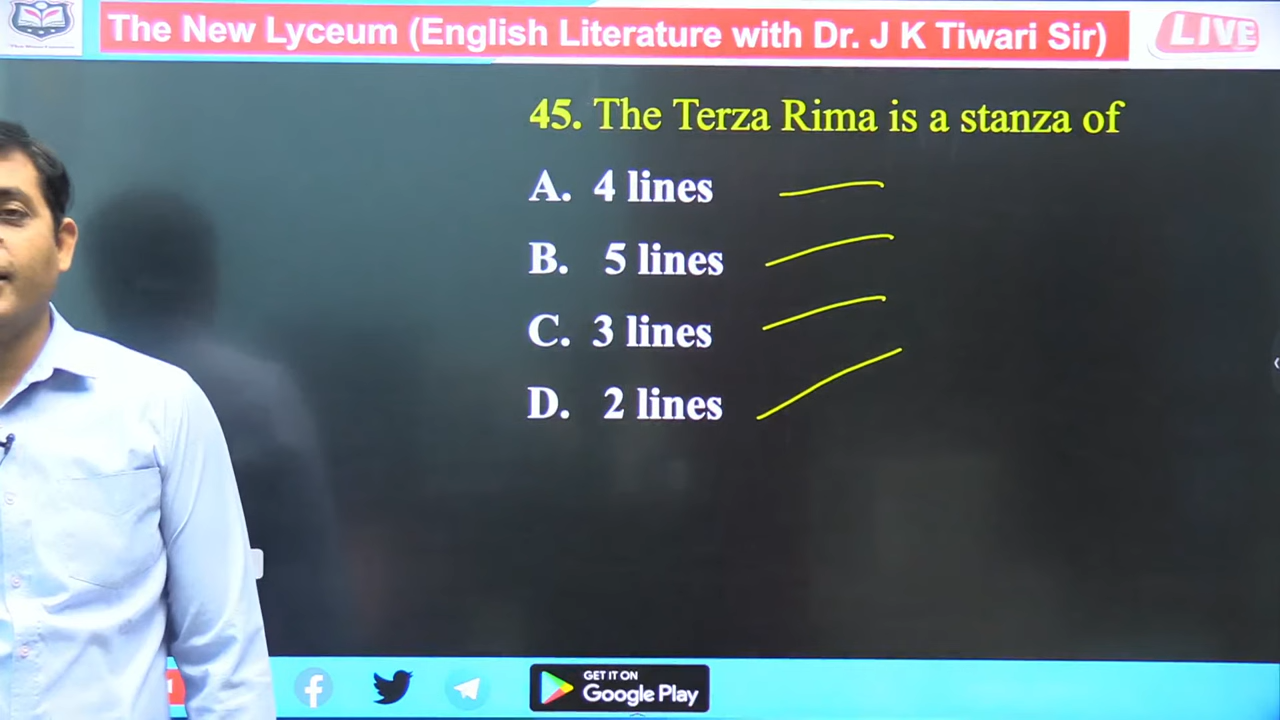 The New Lyceum (English Literature with Dr. J K Tiwari Sir)
LIVE
45. The Terza Rima is a stanza of
A. 4 lines
B. 5 lines
C. 3 lines
D. 2 lines
GET IT ON
Google Play